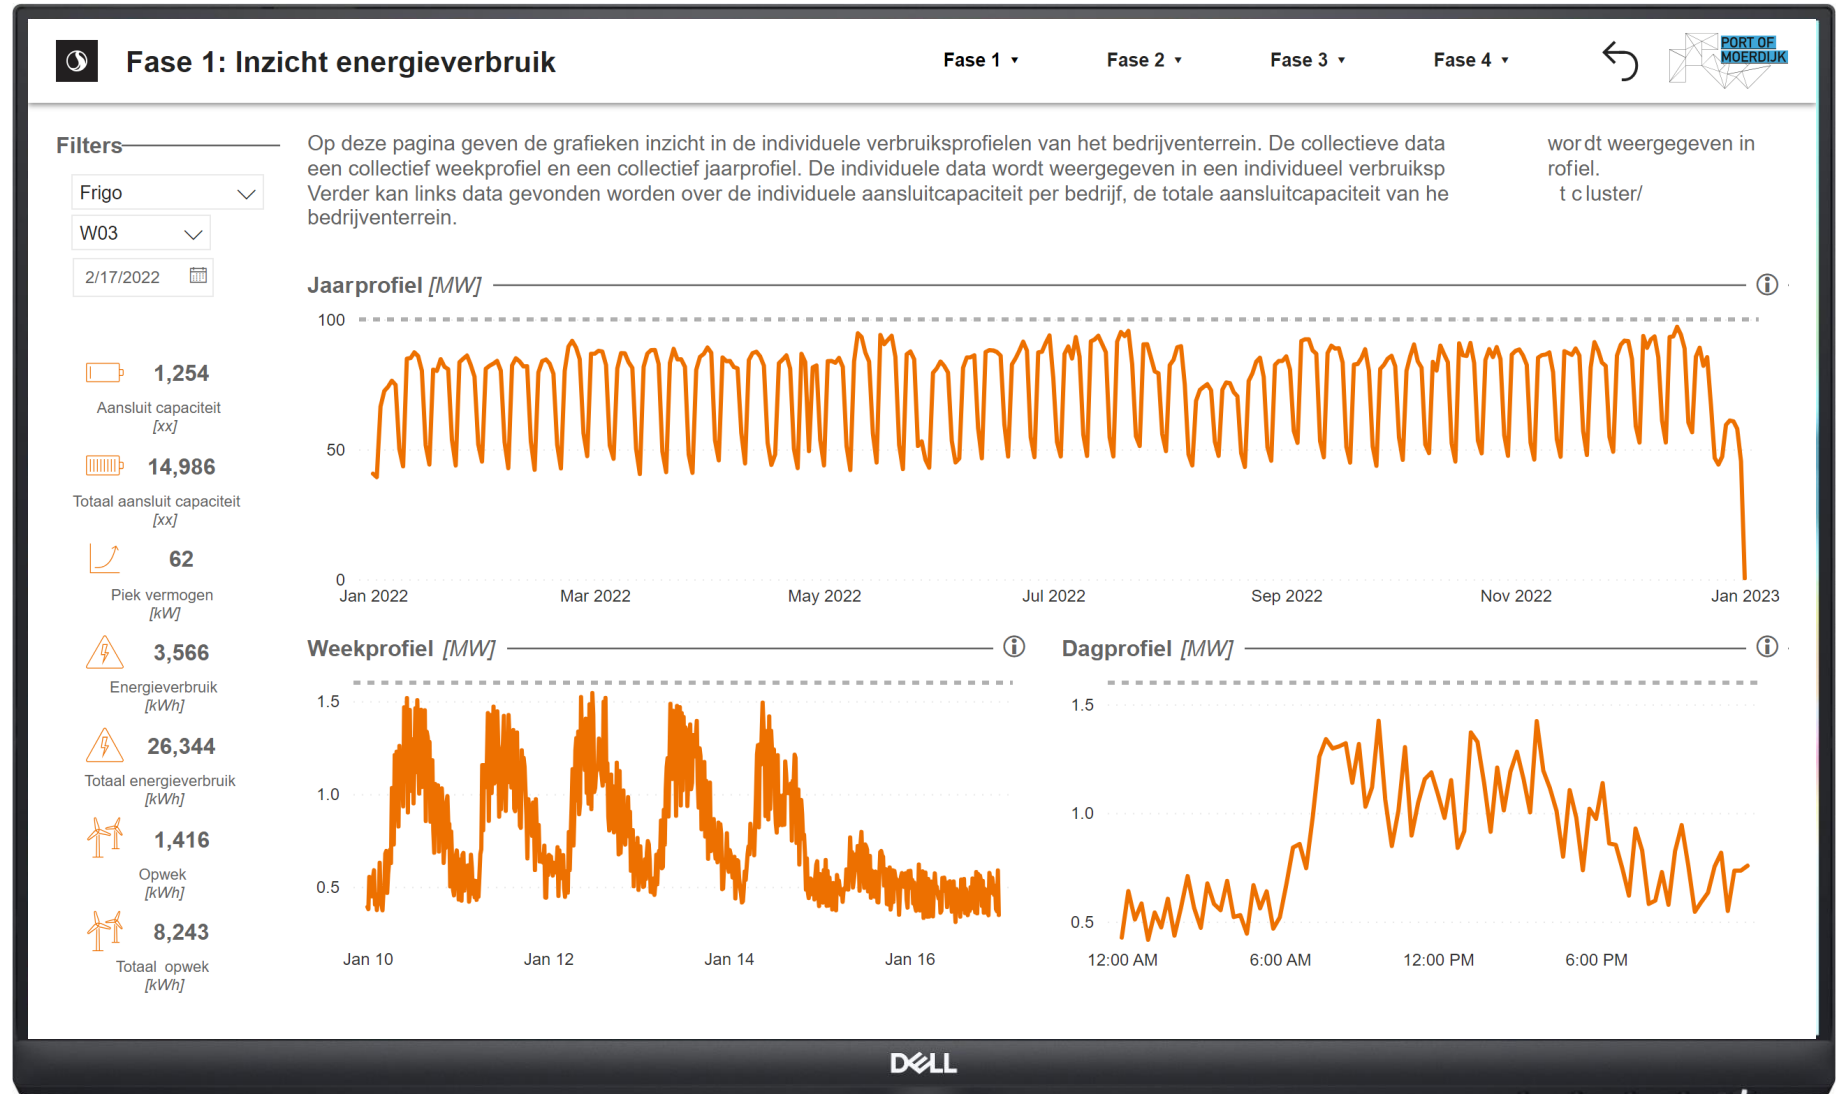 Fase 1: Inzicht energieverbruik
Fase 1
Fase 2
Fase 3
Fase 4
PORT OF
MOERDIJK
Filters
Frigo
W03
2/17/2022
1,254
Aansluit capaciteit
[xx]
14,986
Totaal aansluit capaciteit
[xx]
62
Piek vermogen
[kW]
3,566
Energieverbruik
[kWh]
26,344
Totaal energieverbruik
[kWh]
1,416
Opwek
[kWh]
8,243
Totaal opwek
[kWh]
Op deze pagina geven de grafieken inzicht in de individuele verbruiksprofielen van het bedrijventerrein. De collectieve data wordt weergegeven in
een collectief weekprofiel en een collectief jaarprofiel. De individuele data wordt weergegeven in een individueel verbruiksprofiel.
Verder kan links data gevonden worden over de individuele aansluitcapaciteit per bedrijf, de totale aansluitcapaciteit van het cluster/
bedrijventerrein.
Jaarprofiel [MW]
100
50
0
Jan 2022 Mar 2022 May 2022 Jul 2022 Sep 2022 Nov 2022 Jan 2023
Weekprofiel [MW]
1.5
1.0
0.5
Jan 10 Jan 12 Jan 14 Jan 16
Dagprofiel [MW]
1.5
1.0
0.5
12:00 AM 6:00 AM 12:00 PM 6:00 PM
DELL